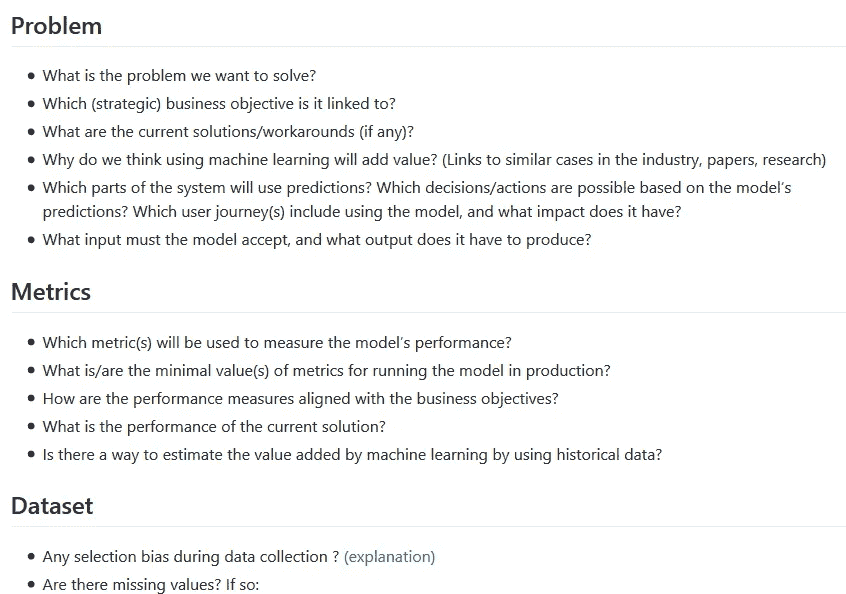 Problem
• What is the problem we want to solve?
• Which (strategic) business objective is it linked to?
• What are the current solutions/workarounds (if any)?
• Why do we think using machine learning will add value? (Links to similar cases in the industry, papers, research)
• Which parts of the system will use predictions? Which decisions/actions are possible based on the model's
predictions? Which user journey(s) include using the model, and what impact does it have?
• What input must the model accept, and what output does it have to produce?
Metrics
• Which metric(s) will be used to measure the model's performance?
• What is/are the minimal value(s) of metrics for running the model in production?
• How are the performance measures aligned with the business objectives?
• What is the performance of the current solution?
• Is there a way to estimate the value added by machine learning by using historical data?
Dataset
• Any selection bias during data collection ? (explanation)
• Are there missing values? If so: